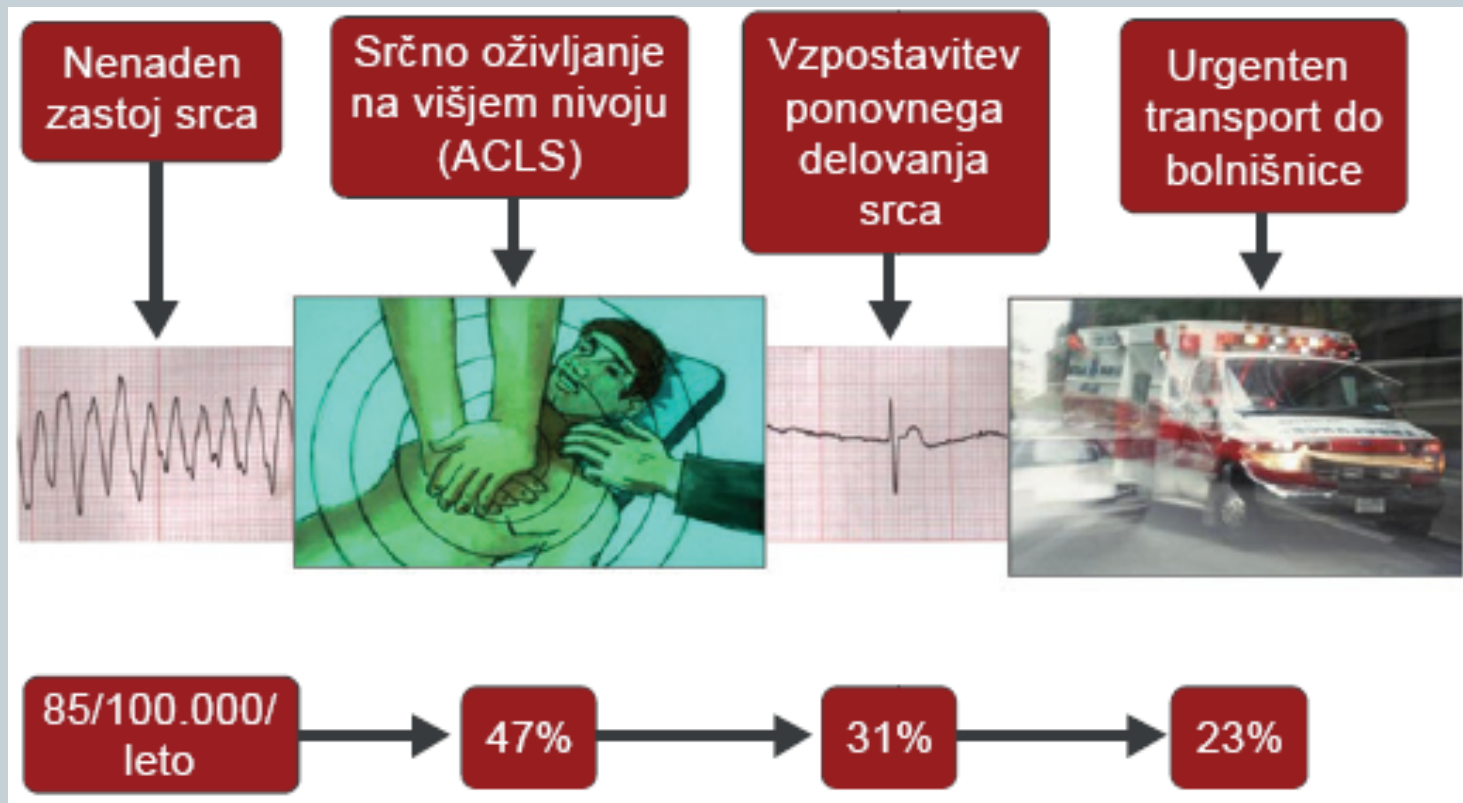 Nenaden
zastoj srca
Srčno oživljanje
na višjem nivoju
(ACLS)
Vzpostavitev
ponovnega
delovanja
srca
Urgenten
transport do
bolnišnice
85/100.000/
leto
47%
31%
23%